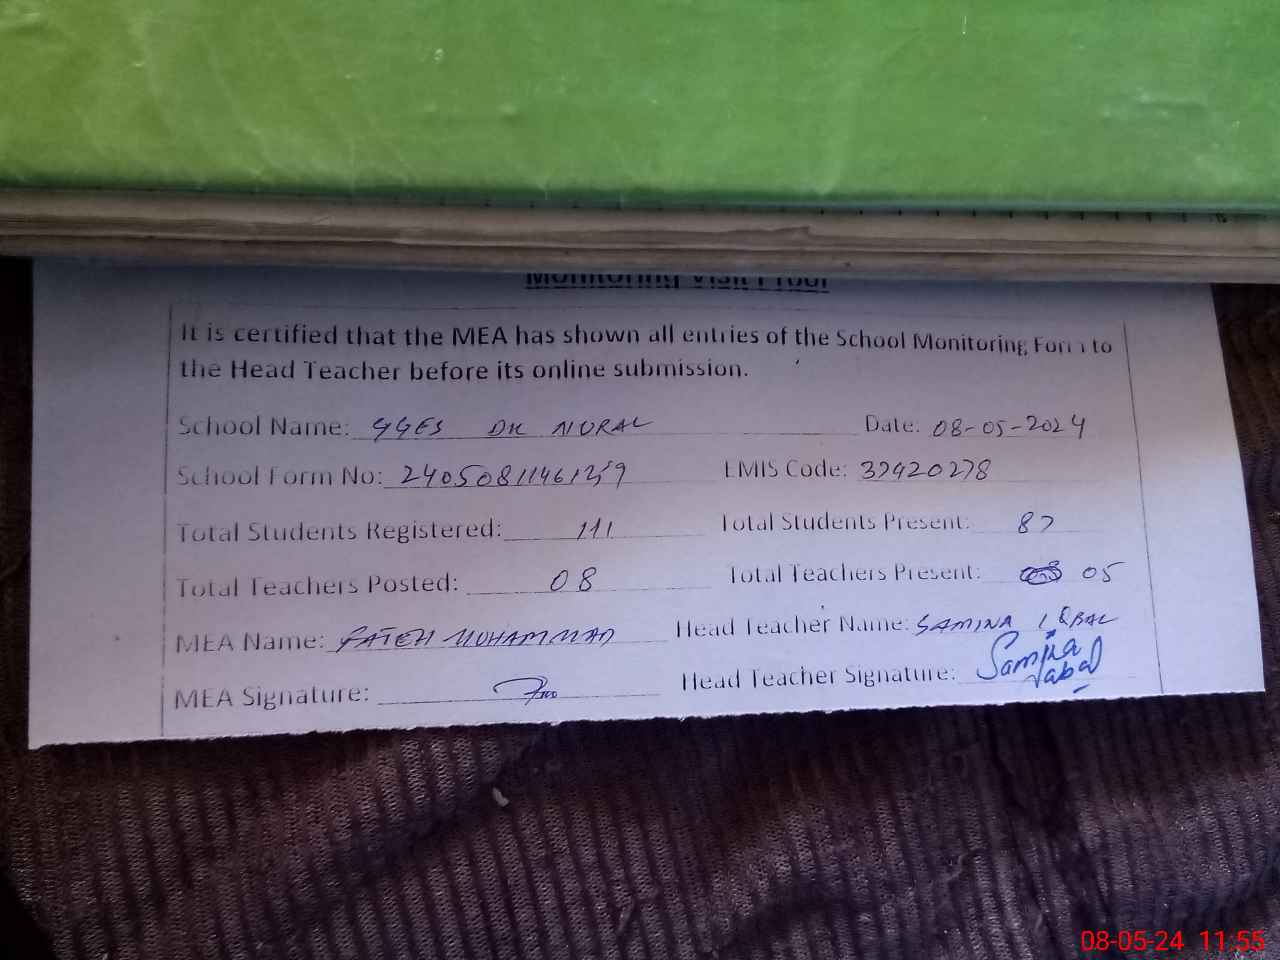 Monitoring Visit Proof
It is certified that the MEA has shown all entries of the School Monitoring Form to
the Head Teacher before its online submission.
School Name: GGES DK NURAL Date: 08-05-2024
School Form No: EMIS Code: 37420278
Total Students Registered: 111 Total Students Present: 87
Total Teachers Posted: 08 Total Teachers Present: 05
MEA Name: FATEH MUHAMMAD Head Teacher Name: SAMINA IQBAL
MEA Signature: Head Teacher Signature: Samina Iqbal
08-05-24 11:55